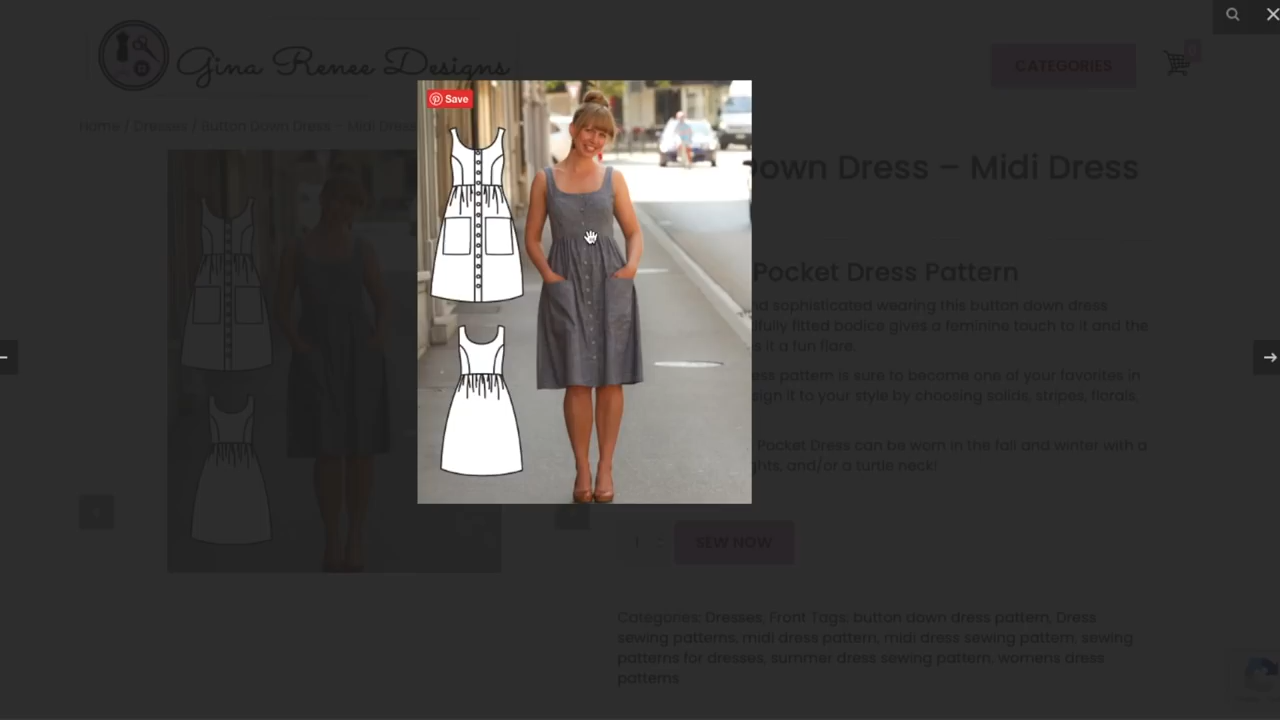 Gina Renee Designs
CATEGORIES
0
Save
Home / Dresses / Button Down Dress – Midi Dress
Down Dress – Midi Dress
Pocket Dress Pattern
nd sophisticated wearing this button down dress
ifully fitted bodice gives a feminine touch to it and the
s it a fun flare.
ess pattern is sure to become one of your favorites in
sign it to your style by choosing solids, stripes, florals,
Pocket Dress can be worn in the fall and winter with a
ghts, and/or a turtle neck!
1
SEW NOW
Categories: Dresses, Front Tags: button down dress pattern, Dress
sewing patterns, midi dress pattern, midi dress sewing pattern, sewing
patterns for dresses, summer dress sewing pattern, womens dress
patterns